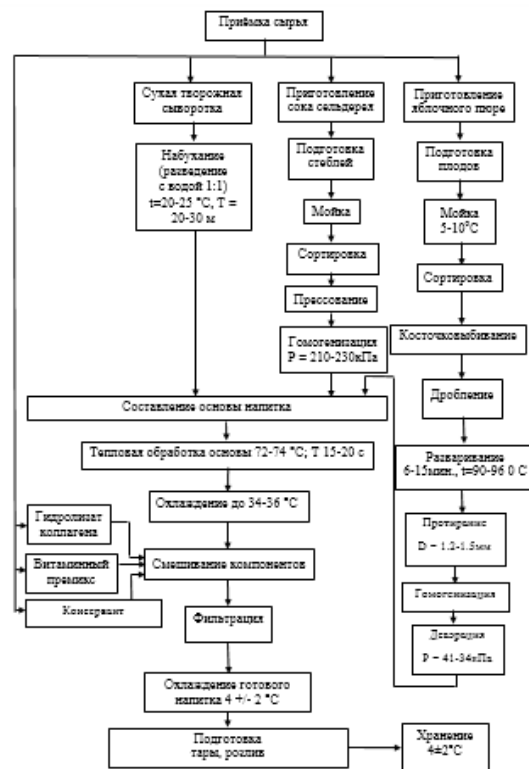 Приёмка сырья
Сухая творожная
сыворотка
Набухание
(разведение
с водой 1:1)
t=20-25 °C, T =
20-30 м
Приготовление
сока сельдерея
Подготовка
стеблей
Мойка
Сортировка
Прессование
Гомогенизация
P = 210-230кПа
Приготовление
яблочного пюре
Подготовка
плодов
Мойка
5-10°C
Сортировка
Косточковыбивание
Дробление
Разваривание
6-15мин., t=90-96 0 C
Протирание
D = 1.2-1.5мм
Гомогенизация
Деаэрация
P = 41-34кПа
Составление основы напитка
Тепловая обработка основы 72-74 °C; T 15-20 с
Охлаждение до 34-36 °C
Гидролизат
коллагена
Витаминный
премикс
Консервант
Смешивание компонентов
Фильтрация
Охлаждение готового
напитка 4 +/- 2 °C
Подготовка
тары, розлив
Хранение
4±2°C